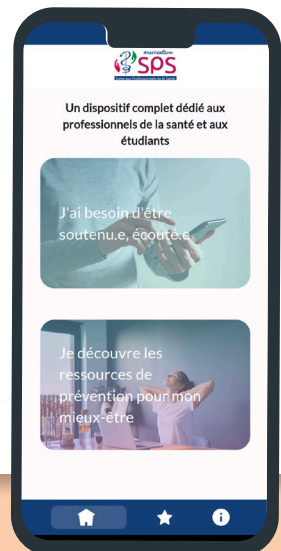 association
SPS
Soins aux Professionnels de la Santé
Un dispositif complet dédié aux
professionnels de la santé et aux
étudiants
J'ai besoin d'être
soutenu.e, écouté.e
Je découvre les
ressources de
prévention pour mon
mieux-être